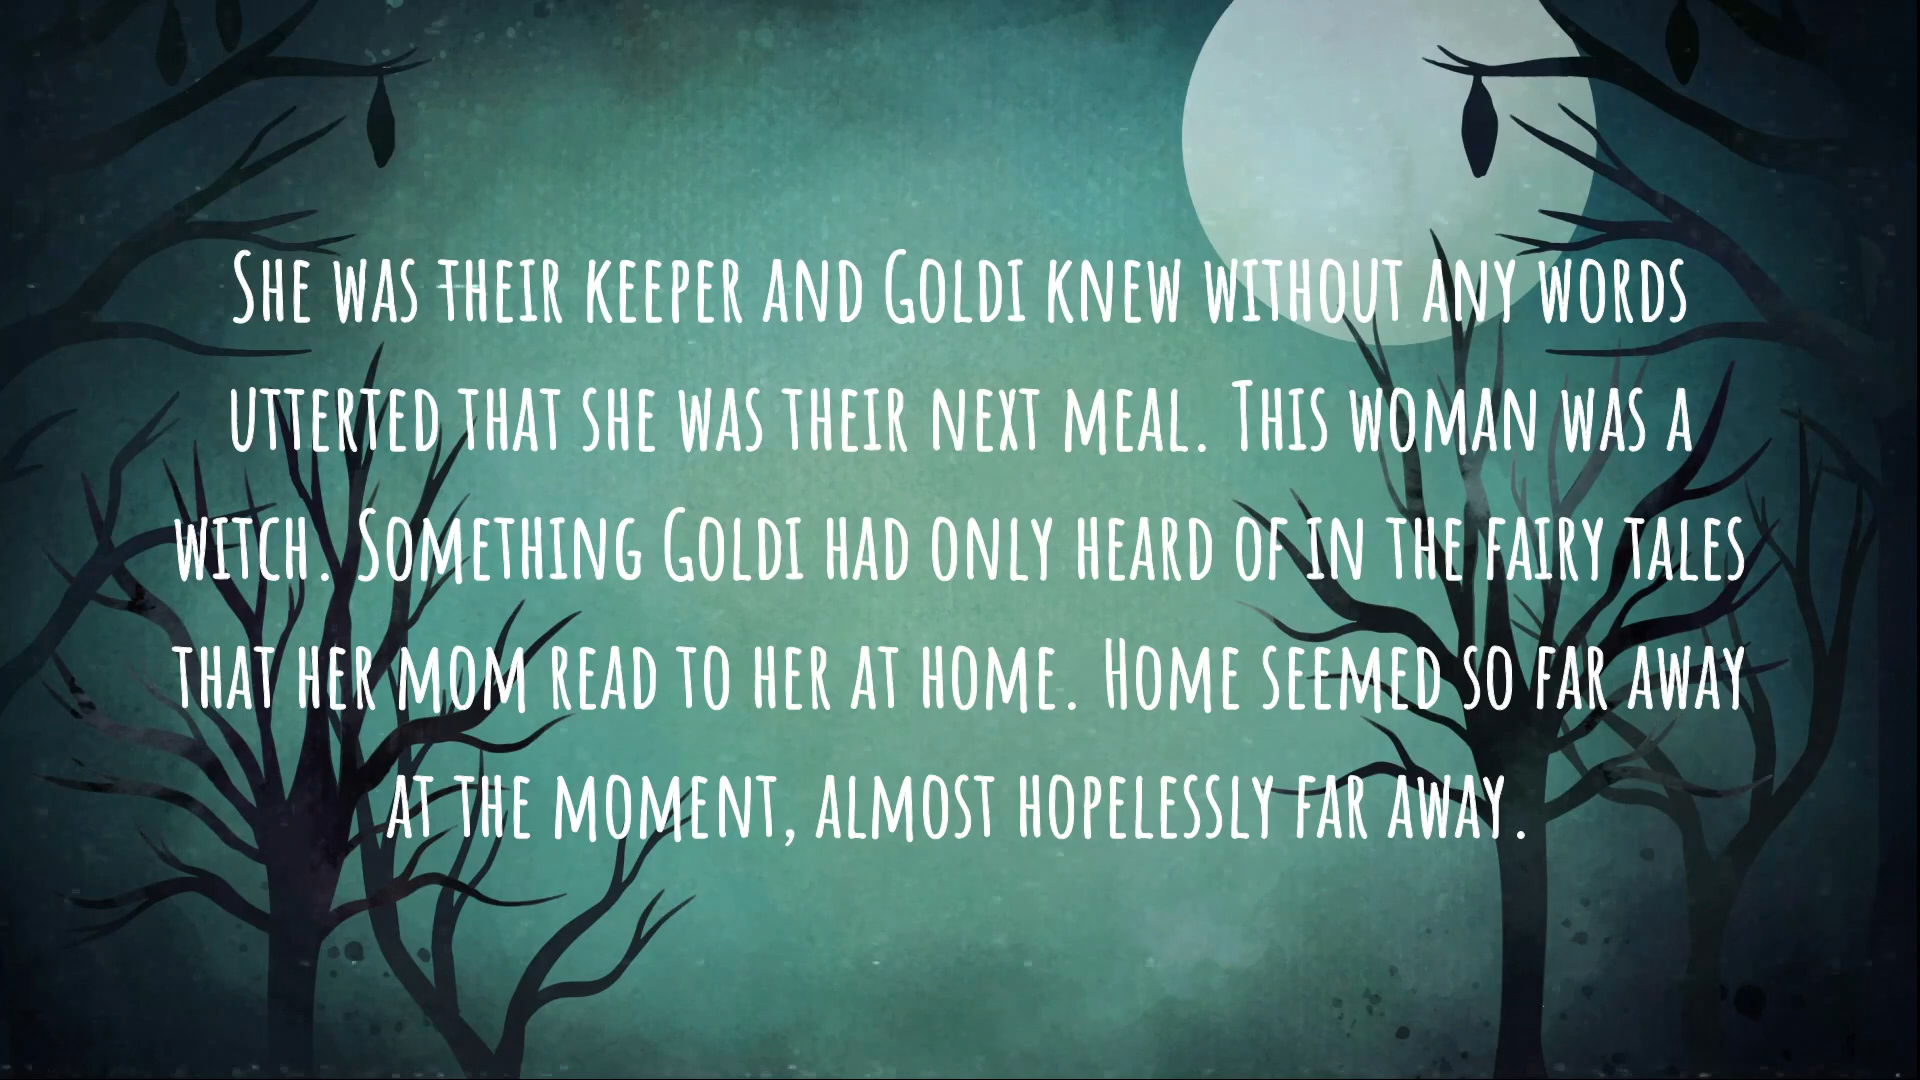 She was their keeper and Goldi knew without any words
utterted that she was their next meal. This woman was a
witch. Something Goldi had only heard of in the fairy tales
that her mom read to her at home. Home seemed so far away
at the moment, almost hopelessly far away.